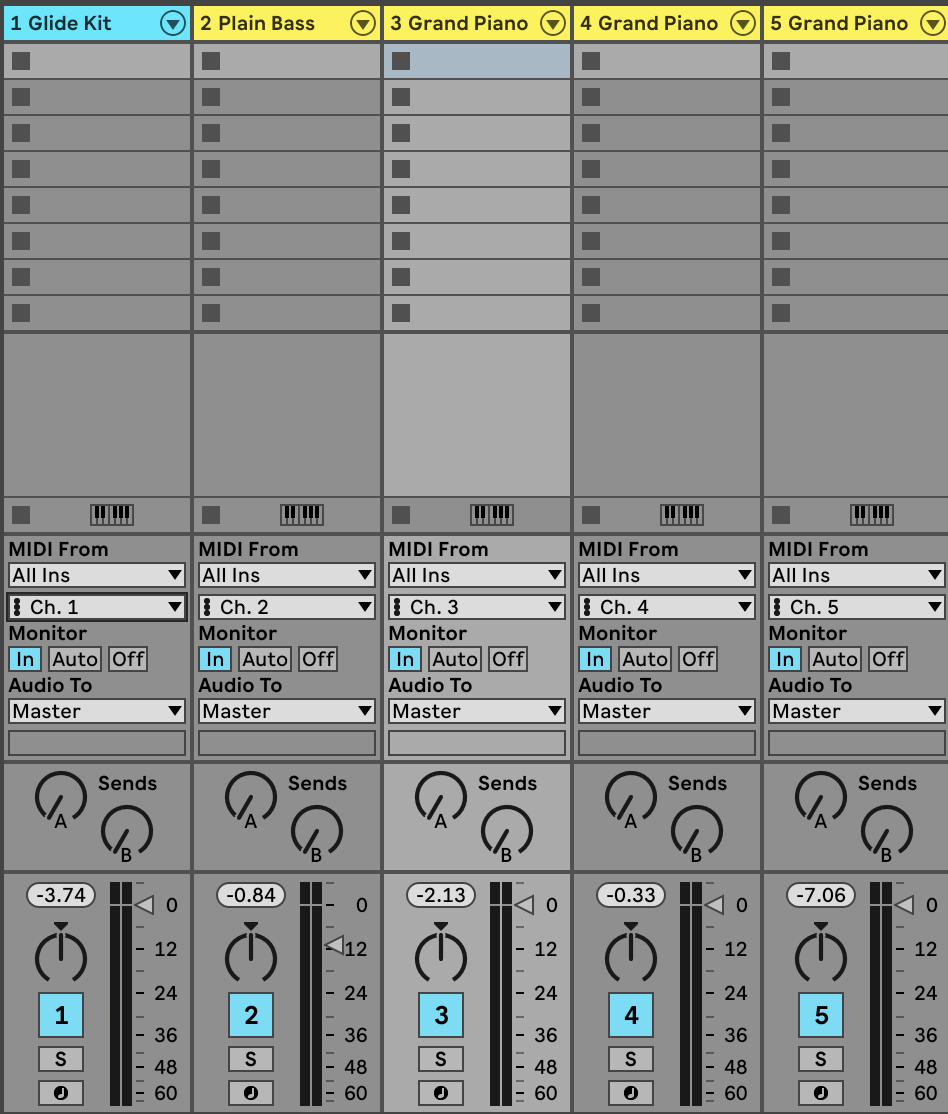 1 Glide Kit 2 Plain Bass 3 Grand Piano 4 Grand Piano 5 Grand Piano
MIDI From MIDI From MIDI From MIDI From MIDI From
All Ins All Ins All Ins All Ins All Ins
Ch. 1 Ch. 2 Ch. 3 Ch. 4 Ch. 5
Monitor Monitor Monitor Monitor Monitor
In Auto Off In Auto Off In Auto Off In Auto Off In Auto Off
Audio To Audio To Audio To Audio To Audio To
Master Master Master Master Master
Sends Sends Sends Sends Sends
A A A A A
B B B B B
-3.74 0 -0.84 0 -2.13 0 -0.33 0 -7.06 0
12 12 12 12 12
24 24 24 24 24
1 2 3 4 5
36 36 36 36 36
S S S S S
48 48 48 48 48
60 60 60 60 60